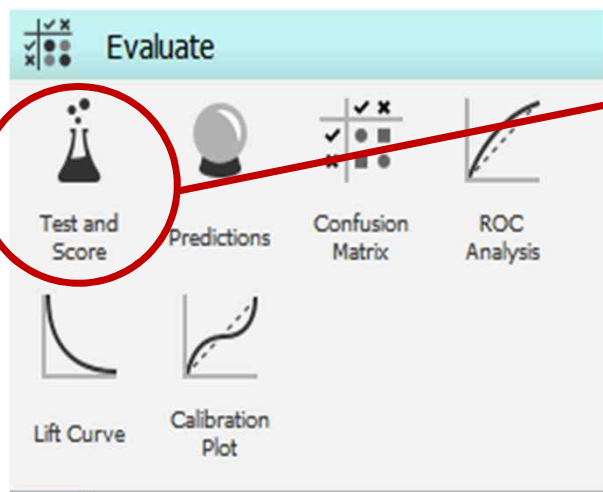 Evaluate
Test and
Score
Predictions
Confusion
Matrix
ROC
Analysis
Lift Curve
Calibration
Plot